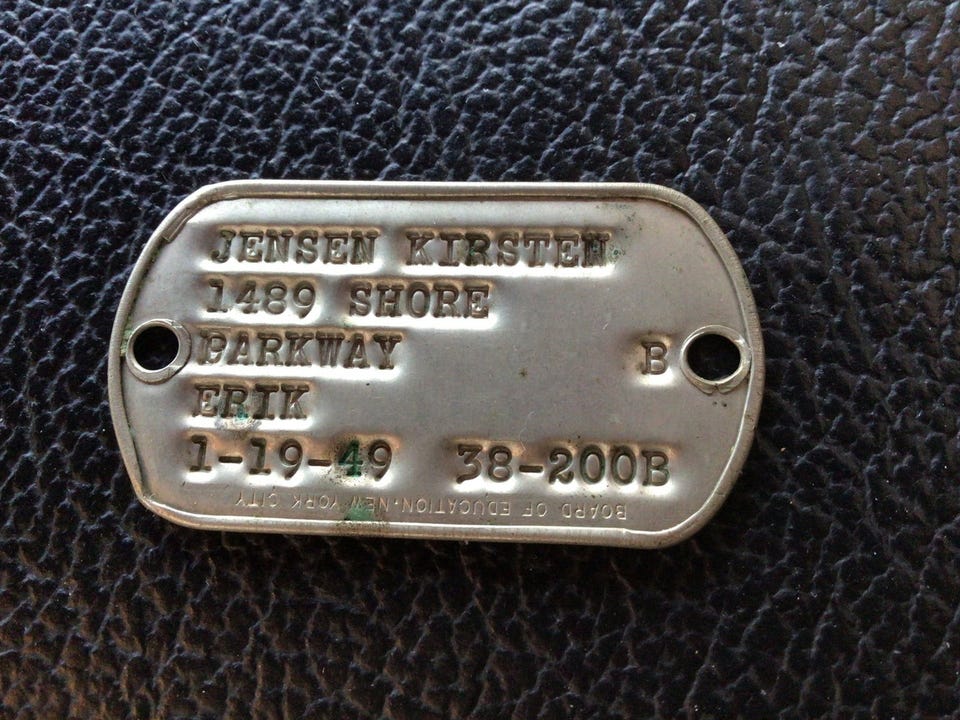 JENSEN KIRSTEN
1489 SHORE
PARKWAY B
ERIK
1-19-49 38-200B
BOARD OF EDUCATION, NEW YORK CITY